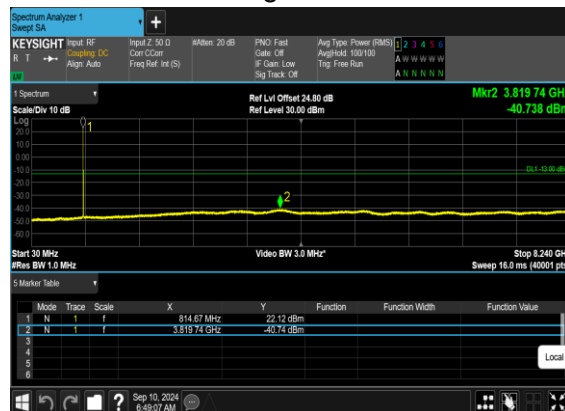 Spectrum Analyzer 1
Swept SA
+
KEYSIGHT Input: RF Input Z: 50 Ω #Atten: 20 dB PNO: Fast Avg Type: Power (RMS) 1 2 3 4 5 6
R T Coupling: DC Corr CCorr Gate: Off Avg|Hold: 100/100 A W W W W W
Align: Auto Freq Ref: Int (S) IF Gain: Low Trig: Free Run
Sig Track: Off A N N N N N
LW
1 Spectrum Ref Lvl Offset 24.80 dB Mkr2 3.819 74 GH
Scale/Div 10 dB Ref Level 30.00 dBm -40.738 dBm
Log
1
20.0
10.0
0.00
-10.0 DL1 -13.00 dBm
-20.0
-30.0
2
-40.0
-50.0
-60.0
Start 30 MHz Video BW 3.0 MHz* Stop 8.240 GH
#Res BW 1.0 MHz Sweep 16.0 ms (40001 pts
5 Marker Table
Mode Trace Scale X Y Function Function Width Function Value
1 N 1 f 814.67 MHz 22.12 dBm
2 N 1 f 3.819 74 GHz -40.74 dBm
3
4
5
6
Local
? Sep 10, 2024
6:49:07 AM